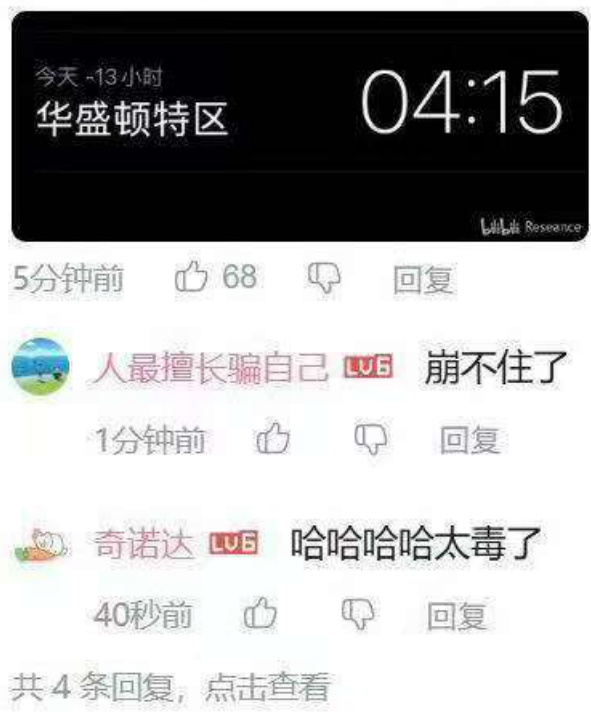 今天 -13小时
华盛顿特区
04:15
bilibili Reseance
5分钟前 68 回复
人最擅长骗自己 LV6 崩不住了
1分钟前 回复
奇诺达 LV6 哈哈哈哈太毒了
40秒前 回复
共 4 条回复，点击查看